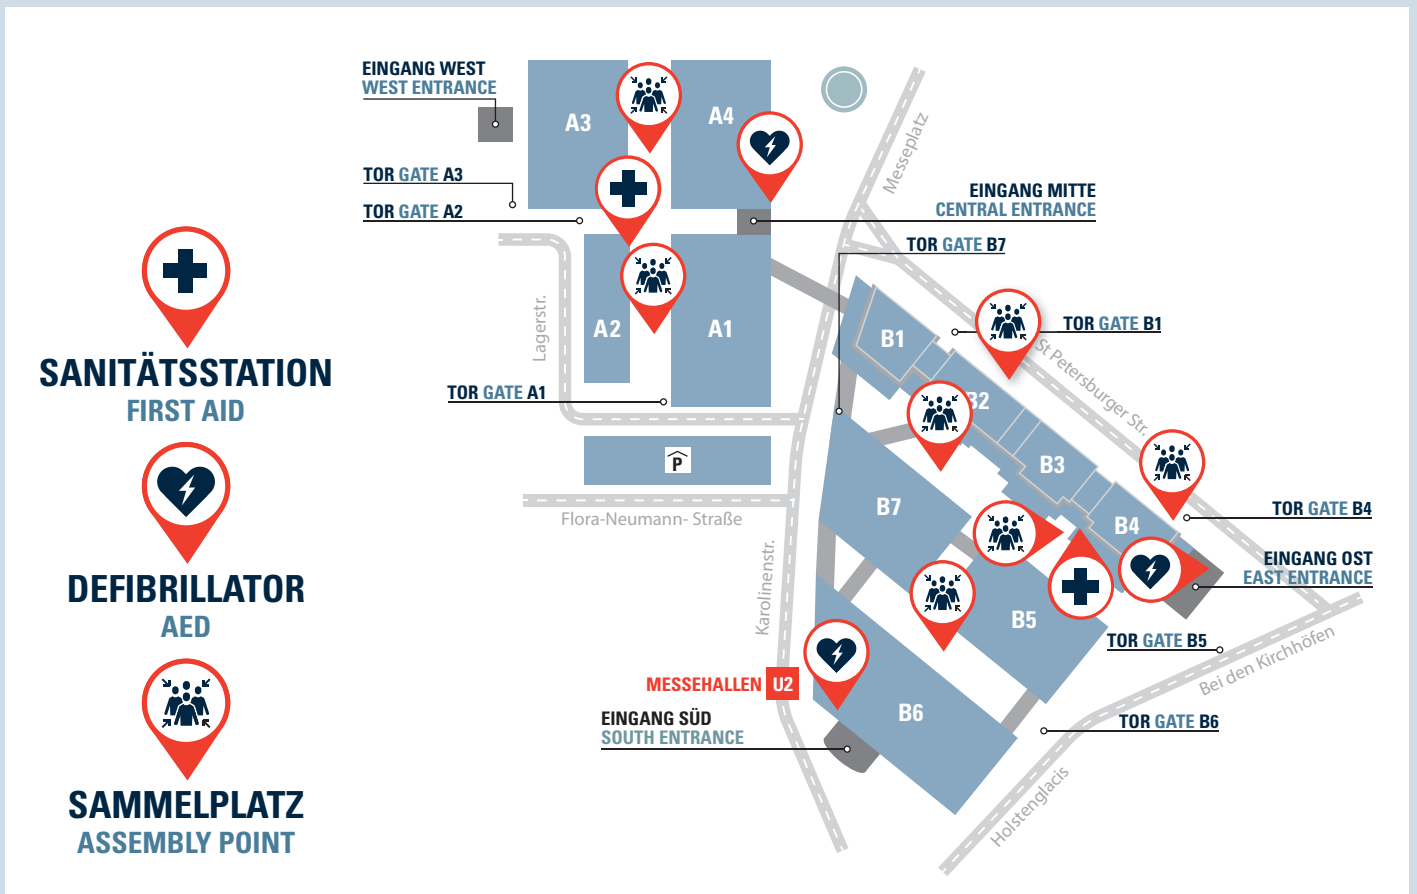 EINGANG WEST
WEST ENTRANCE
A3
A4
Messeplatz
TOR GATE A3
TOR GATE A2
EINGANG MITTE
CENTRAL ENTRANCE
TOR GATE B7
SANITÄTSSTATION
FIRST AID
Lagerstr.
A2
A1
B1
TOR GATE B1
St Petersburger Str.
TOR GATE A1
B2
P
B3
DEFIBRILLATOR
AED
Flora-Neumann- Straße
B7
B4
TOR GATE B4
EINGANG OST
EAST ENTRANCE
Karolinenstr.
B5
TOR GATE B5
Bei den Kirchhöfen
MESSEHALLEN U2
EINGANG SÜD
SOUTH ENTRANCE
B6
TOR GATE B6
Holstenglacis
SAMMELPLATZ
ASSEMBLY POINT